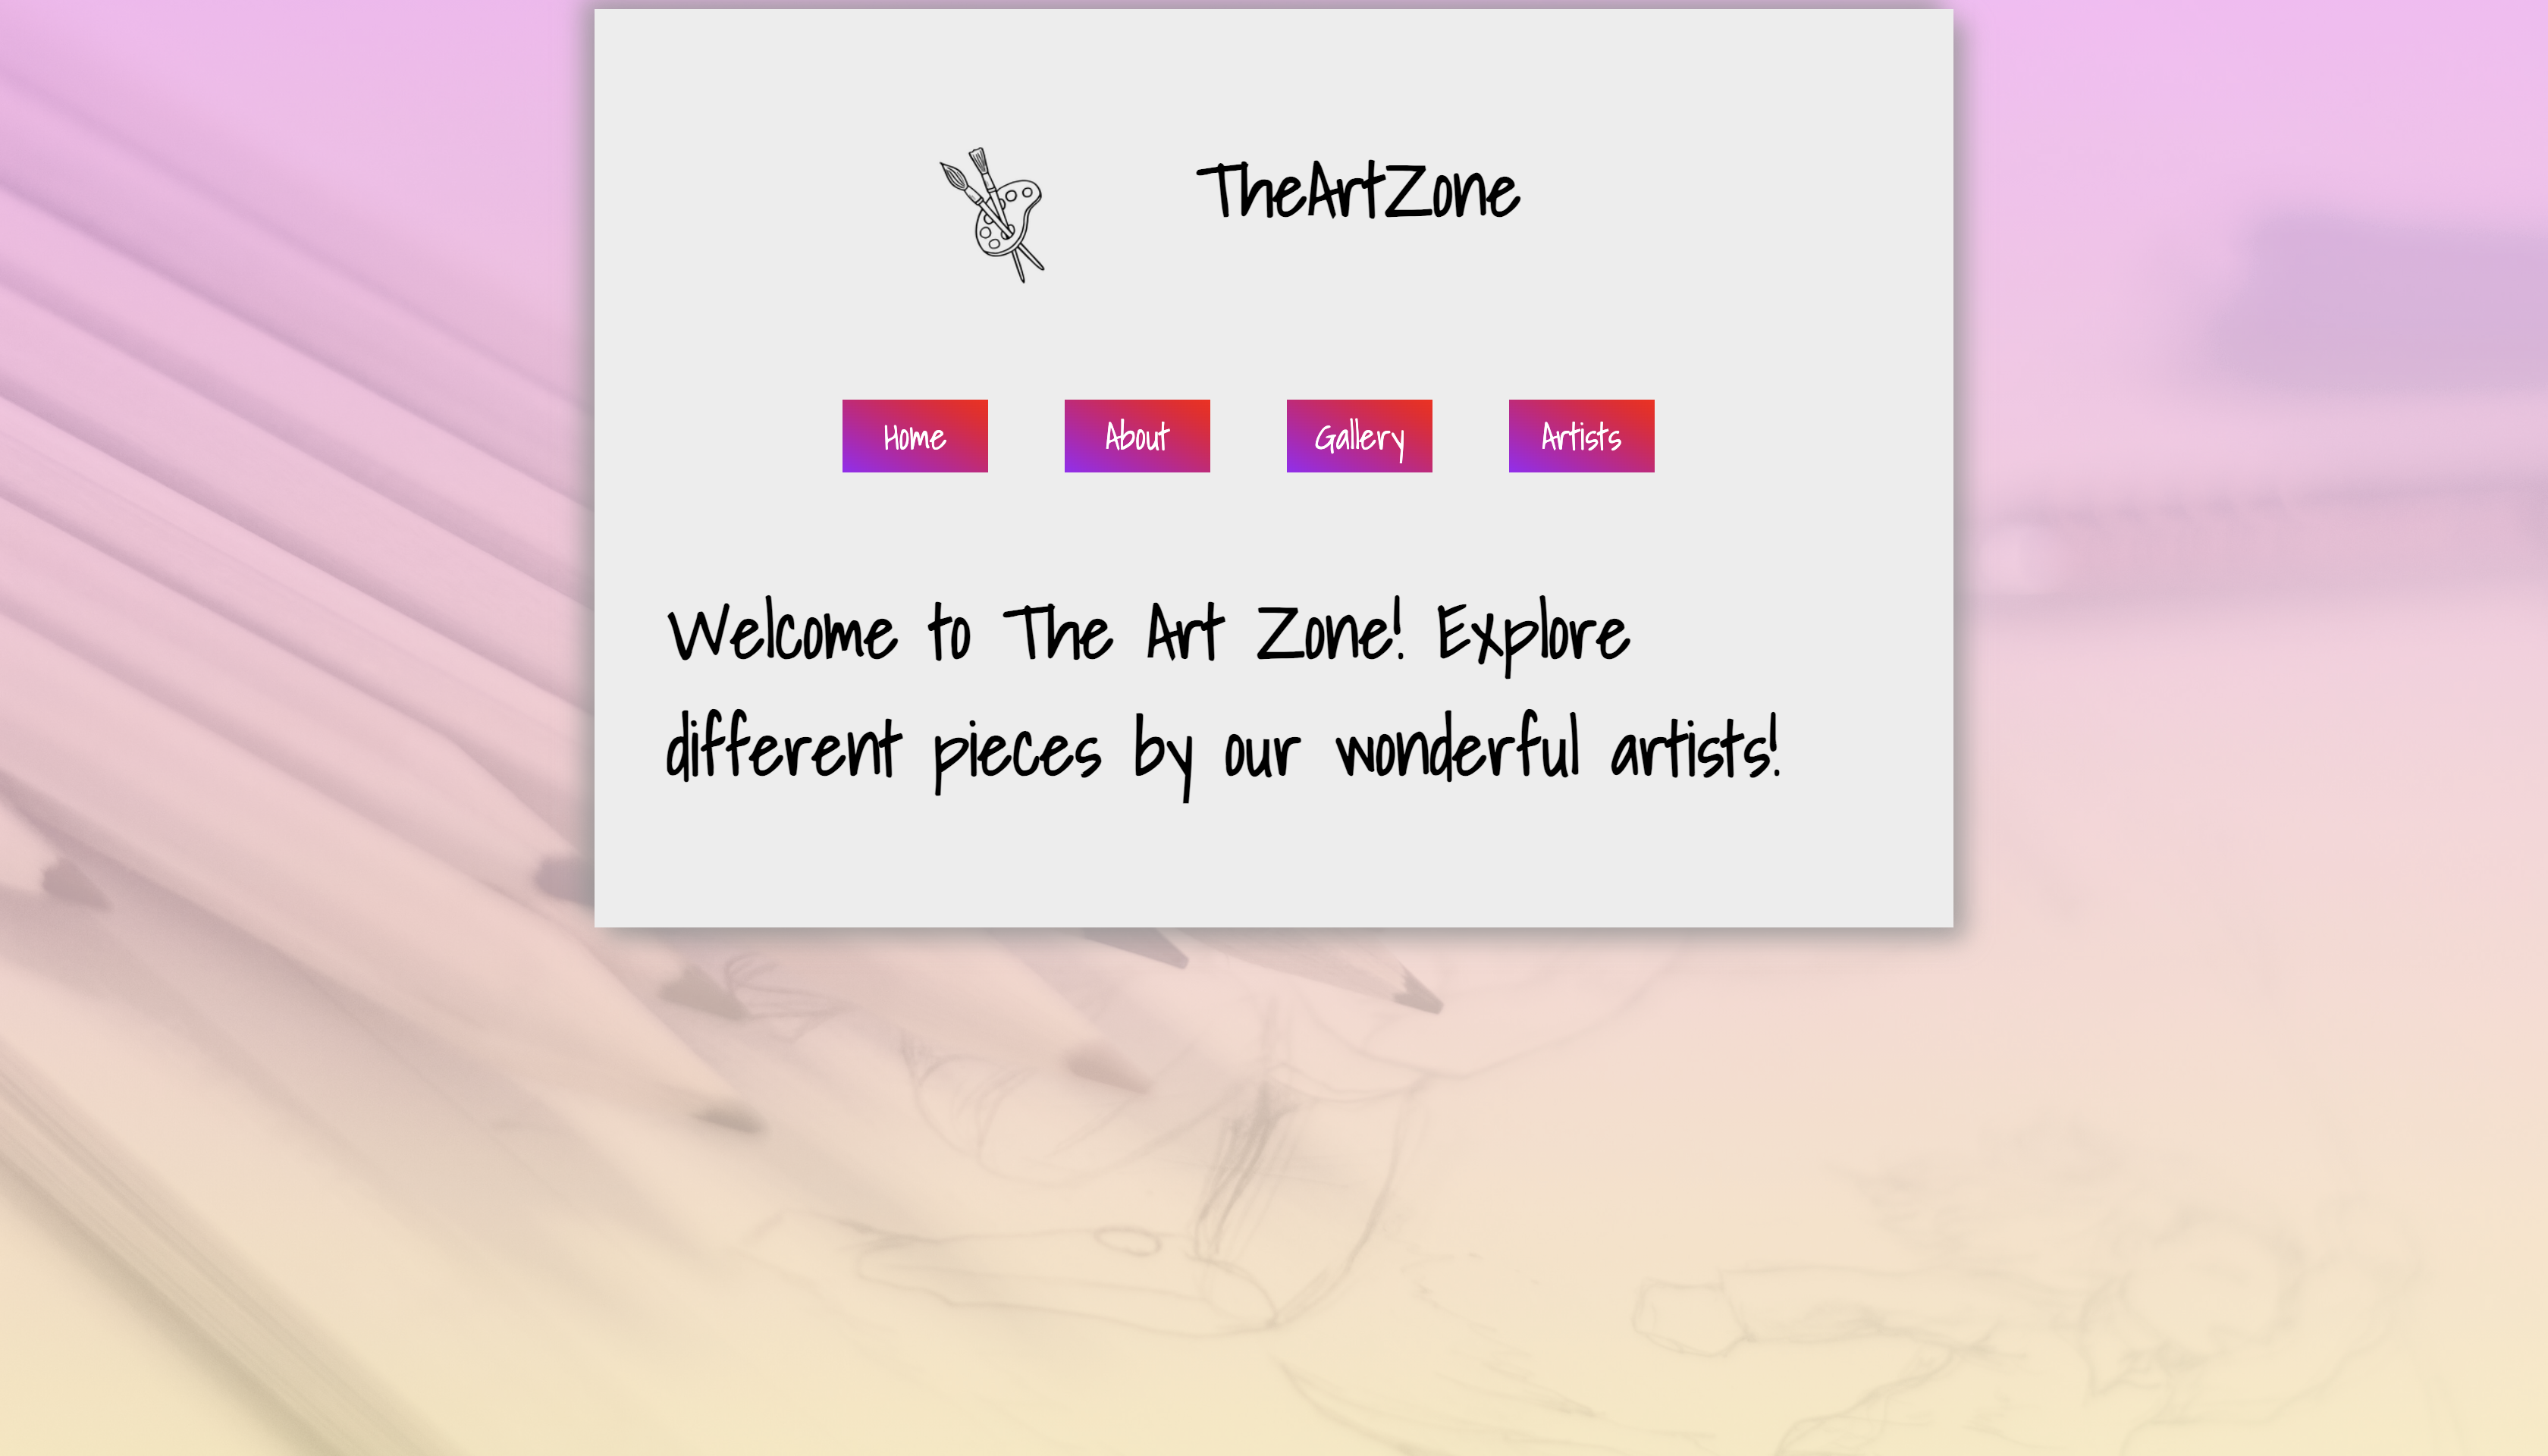 TheArtZone
Home About Gallery Artists
Welcome to The Art Zone! Explore
different pieces by our wonderful artists!